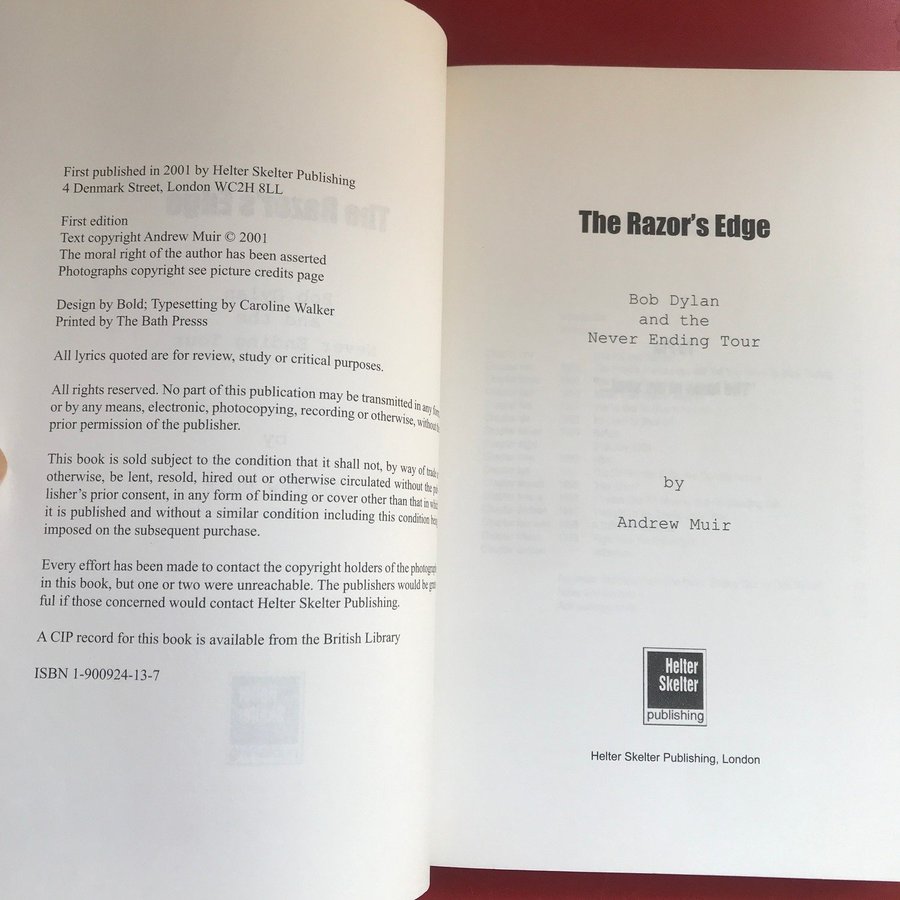 First published in 2001 by Helter Skelter Publishing
4 Denmark Street, London WC2H 8LL
First edition
Text copyright Andrew Muir © 2001
The moral right of the author has been asserted
Photographs copyright see picture credits page
Design by Bold; Typesetting by Caroline Walker
Printed by The Bath Presss
All lyrics quoted are for review, study or critical purposes.
All rights reserved. No part of this publication may be transmitted in any
or by any means, electronic, photocopying, recording or otherwise, without
prior permission of the publisher.
This book is sold subject to the condition that it shall not, by way of trade
otherwise, be lent, resold, hired out or otherwise circulated without the
lisher's prior consent, in any form of binding or cover other than that in
it is published and without a similar condition including this condition
imposed on the subsequent purchase.
Every effort has been made to contact the copyright holders of the
in this book, but one or two were unreachable. The publishers would be
ful if those concerned would contact Helter Skelter Publishing.
A CIP record for this book is available from the British Library
ISBN 1-900924-13-7
The Razor's Edge
Bob Dylan
and the
Never Ending Tour
by
Andrew Muir
Helter
Skelter
publishing
Helter Skelter Publishing, London